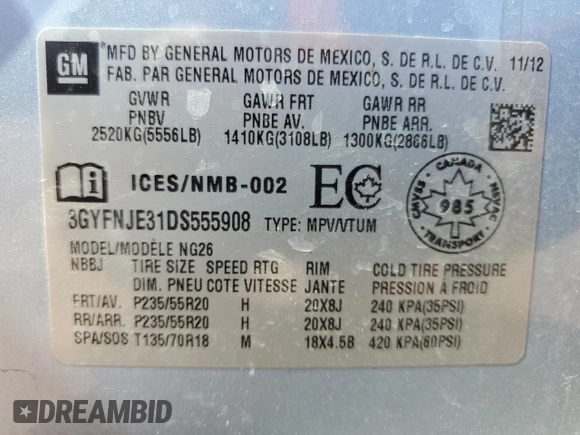 GM
MFD BY GENERAL MOTORS DE MEXICO, S. DE R.L. DE C.V. 11/12
FAB. PAR GENERAL MOTORS DE MEXICO, S. DE R.L. DE C.V.
GVWR GAWR FRT GAWR RR
PNBV PNBE AV. PNBE ARR.
2520KG(5556LB) 1410KG(3108LB) 1300KG(2866LB)
ICES/NMB-002 EC
CANADA CMVSS NSVAC 985 TRANSPORT
3GYFNJE31DS555908 TYPE: MPV/VTUM
MODEL/MODÈLE NG26
NBBJ TIRE SIZE SPEED RTG RIM COLD TIRE PRESSURE
DIM. PNEU COTE VITESSE JANTE PRESSION À FROID
FRT/AV. P235/55R20 H 20X8J 240 KPA(35PSI)
RR/ARR. P235/55R20 H 20X8J 240 KPA(35PSI)
SPA/SOS T135/70R18 M 18X4.5B 420 KPA(60PSI)
DREAMBID